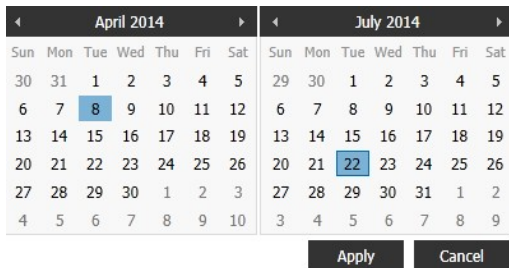 April 2014
Sun Mon Tue Wed Thu Fri Sat
30 31 1 2 3 4 5
6 7 8 9 10 11 12
13 14 15 16 17 18 19
20 21 22 23 24 25 26
27 28 29 30 1 2 3
4 5 6 7 8 9 10
July 2014
Sun Mon Tue Wed Thu Fri Sat
29 30 1 2 3 4 5
6 7 8 9 10 11 12
13 14 15 16 17 18 19
20 21 22 23 24 25 26
27 28 29 30 31 1 2
3 4 5 6 7 8 9
Apply Cancel